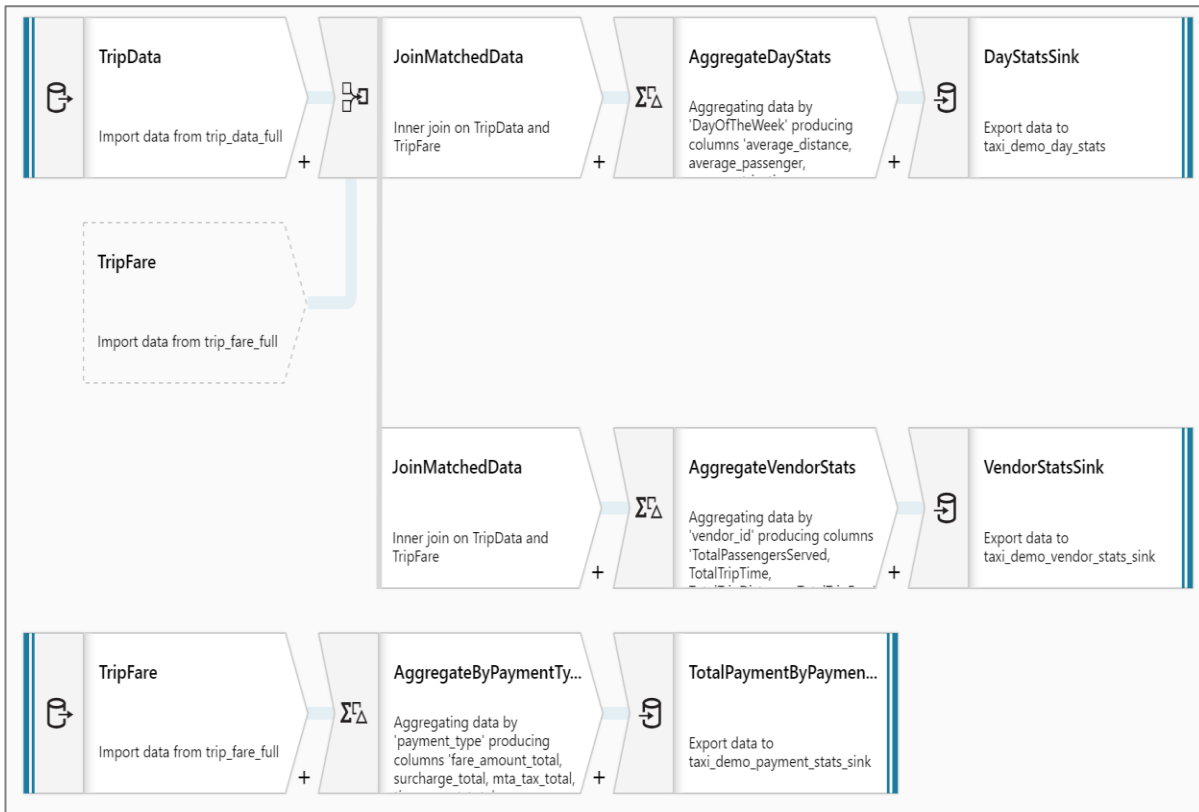 TripData
Import data from trip_data_full
+
JoinMatchedData
Inner join on TripData and
TripFare
+
AggregateDayStats
Aggregating data by
'DayOfTheWeek' producing
columns 'average_distance,
average_passenger,
+
DayStatsSink
Export data to
taxi_demo_day_stats
TripFare
Import data from trip_fare_full
JoinMatchedData
Inner join on TripData and
TripFare
+
AggregateVendorStats
Aggregating data by
'vendor_id' producing columns
'TotalPassengersServed,
TotalTripTime,
+
VendorStatsSink
Export data to
taxi_demo_vendor_stats_sink
TripFare
Import data from trip_fare_full
+
AggregateByPaymentTy...
Aggregating data by
'payment_type' producing
columns 'fare_amount_total,
surcharge_total, mta_tax_total,
+
TotalPaymentByPaymen...
Export data to
taxi_demo_payment_stats_sink